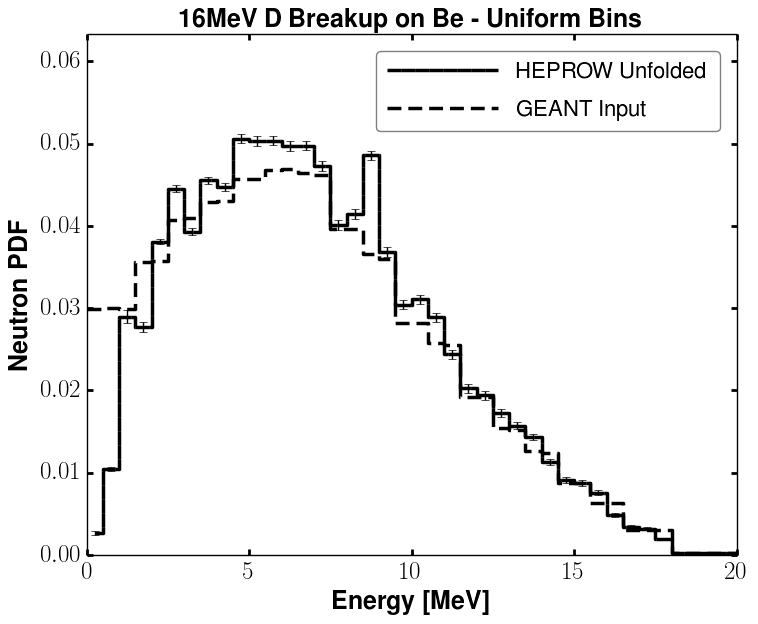 16MeV D Breakup on Be - Uniform Bins
HEPROW Unfolded
GEANT Input
Neutron PDF
0.06
0.05
0.04
0.03
0.02
0.01
0.00
0 5 10 15 20
Energy [MeV]